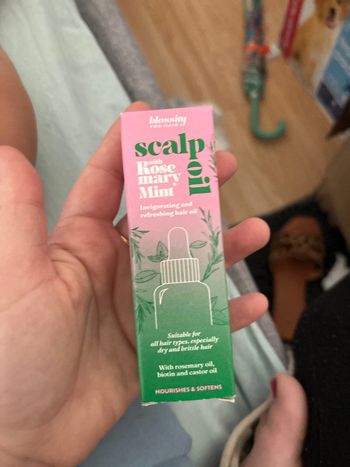 blossity
FOR HAIR
scalp
oil
with
Rose
mary
Mint
Invigorating and
refreshing hair oil
Suitable for
all hair types, especially
dry and brittle hair
With rosemary oil,
biotin and castor oil
NOURISHES & SOFTENS